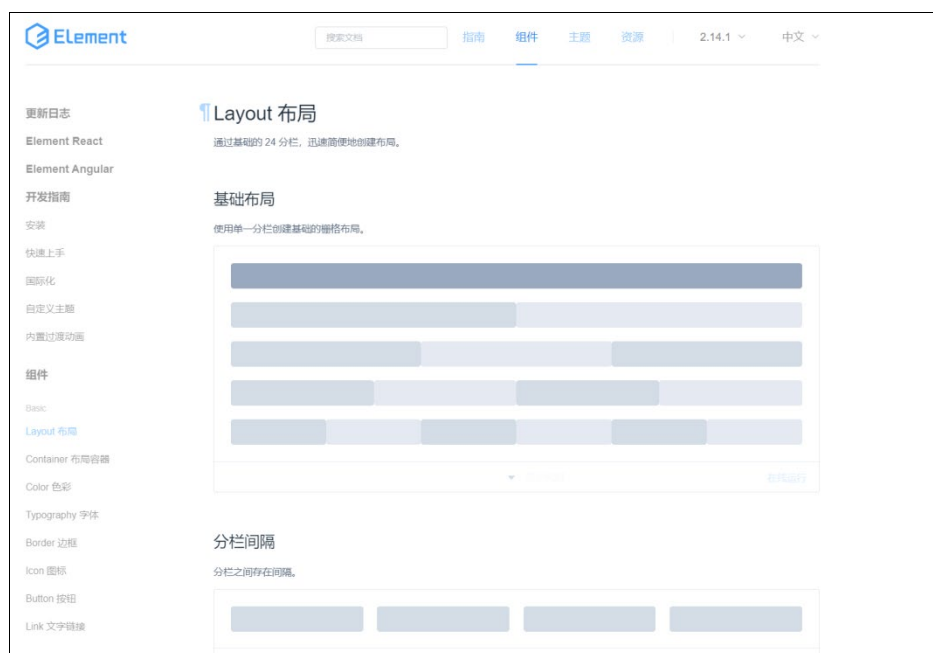 Element
搜索文档
指南
组件
主题
资源
2.14.1
中文
更新日志
Element React
Element Angular
开发指南
安装
快速上手
国际化
自定义主题
内置过渡动画
组件
Basic
Layout 布局
Container 布局容器
Color 色彩
Typography 字体
Border 边框
Icon 图标
Button 按钮
Link 文字链接
¶Layout 布局
通过基础的 24 分栏，迅速简便地创建布局。
基础布局
使用单一分栏创建基础的栅格布局。
在线运行
分栏间隔
分栏之间存在间隔。